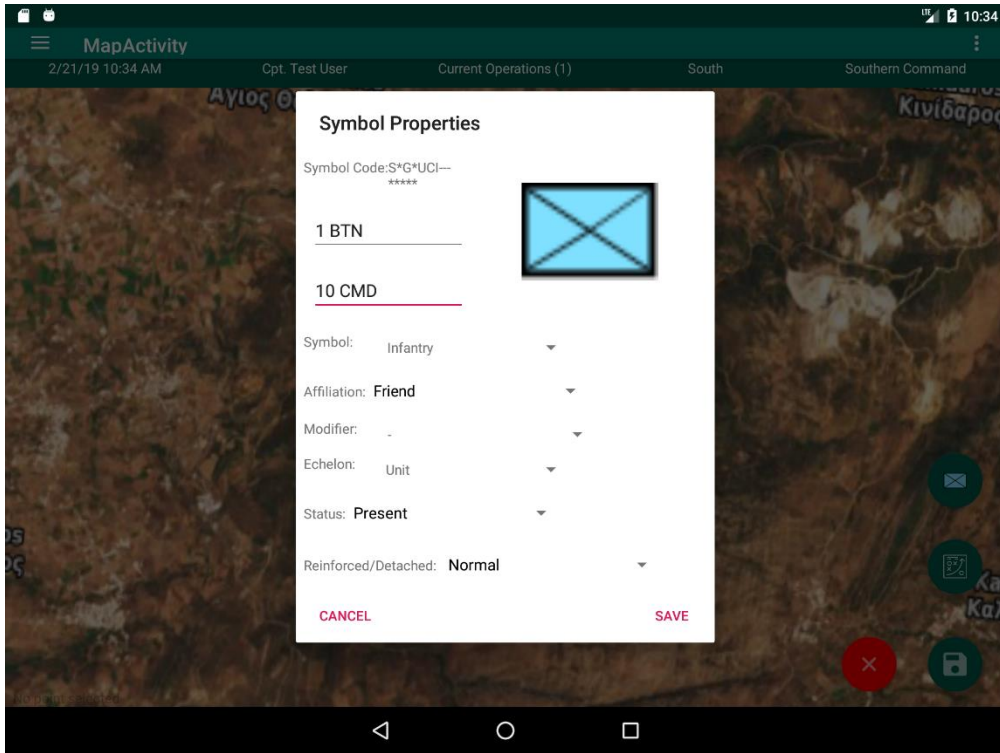 10:34
MapActivity
2/21/19 10:34 AM Cpt. Test User Current Operations (1) South Southern Command
Άγιος
Κινίδαρος
Symbol Properties
Symbol Code:S*G*UCI---
*****
1 BTN
10 CMD
Symbol: Infantry
Affiliation: Friend
Modifier: -
Echelon: Unit
Status: Present
Reinforced/Detached: Normal
CANCEL SAVE